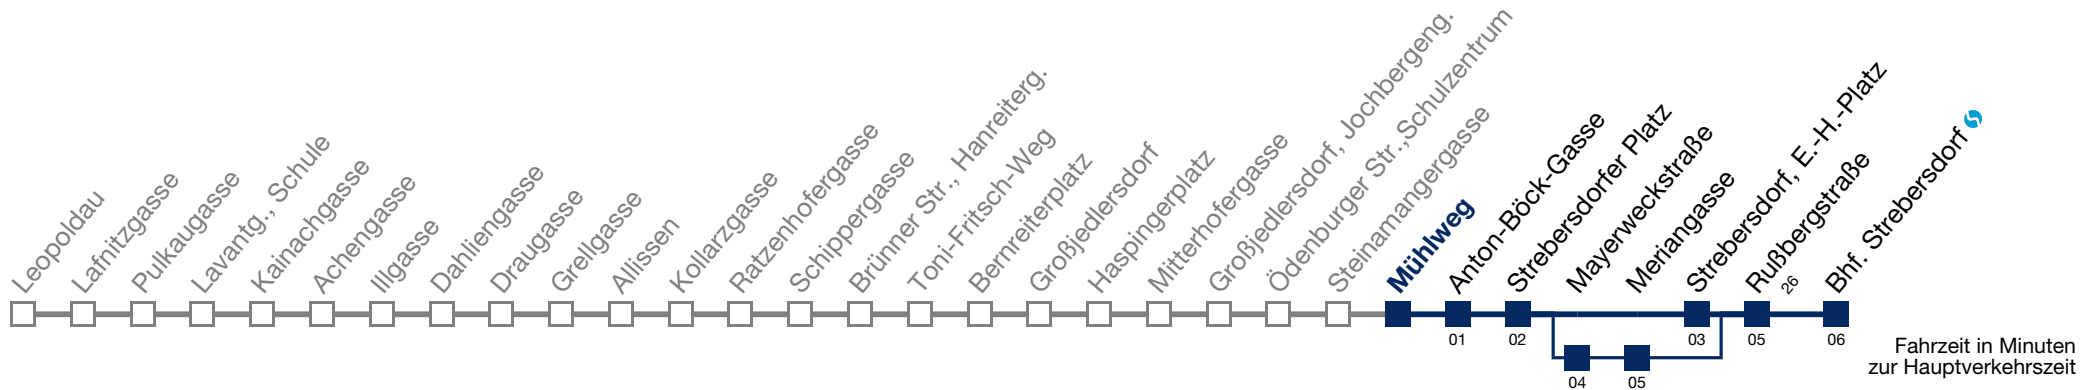 Leopoldau
Lafnitzgasse
Pulkaugasse
Lavantg., Schule
Kainachgasse
Achengasse
Illgasse
Dahliengasse
Draugasse
Grellgasse
Allissen
Kollarzgasse
Ratzenhofergasse
Schippergasse
Brünner Str., Hanreiterg.
Toni-Fritsch-Weg
Bernreiterplatz
Großjedlersdorf
Haspingerplatz
Mitterhofergasse
Großjedlersdorf, Jochbergeng.
Ödenburger Str.,Schulzentrum
Steinamangergasse
Mühlweg
Anton-Böck-Gasse
Strebersdorfer Platz
Mayerweckstraße
Meriangasse
Strebersdorf, E.-H.-Platz
Rußbergstraße
26
Bhf. Strebersdorf
01
02
03
05
06
04
05
Fahrzeit in Minuten
zur Hauptverkehrszeit